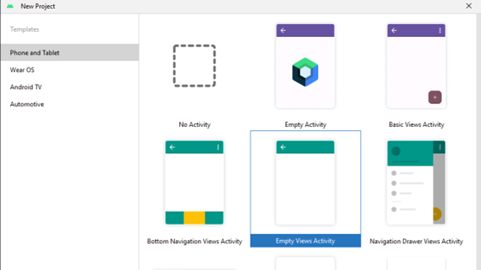 New Project
Templates
Phone and Tablet
Wear OS
Android TV
Automotive
No Activity
Empty Activity
Basic Views Activity
Bottom Navigation Views Activity
Empty Views Activity
Navigation Drawer Views Activity